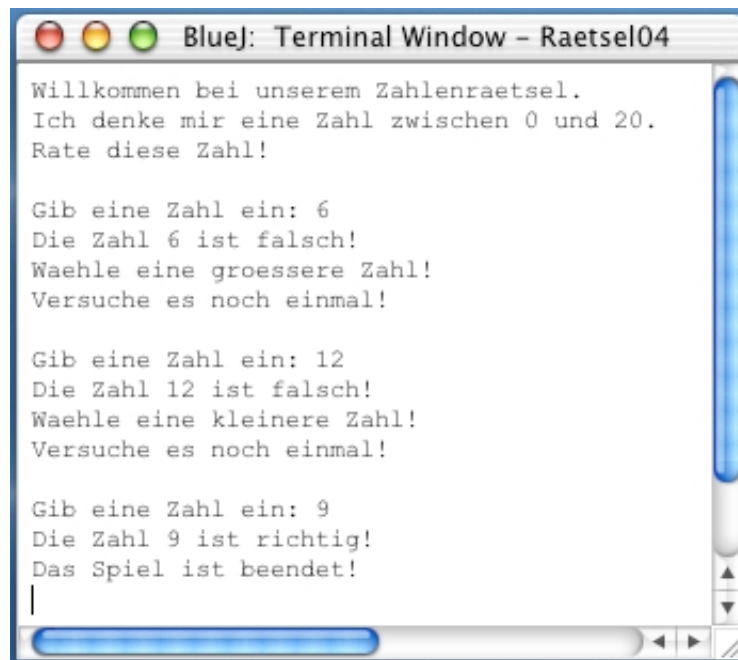 BlueJ: Terminal Window – Raetsel04
Willkommen bei unserem Zahlenraetsel.
Ich denke mir eine Zahl zwischen 0 und 20.
Rate diese Zahl!
Gib eine Zahl ein: 6
Die Zahl 6 ist falsch!
Waehle eine groessere Zahl!
Versuche es noch einmal!
Gib eine Zahl ein: 12
Die Zahl 12 ist falsch!
Waehle eine kleinere Zahl!
Versuche es noch einmal!
Gib eine Zahl ein: 9
Die Zahl 9 ist richtig!
Das Spiel ist beendet!